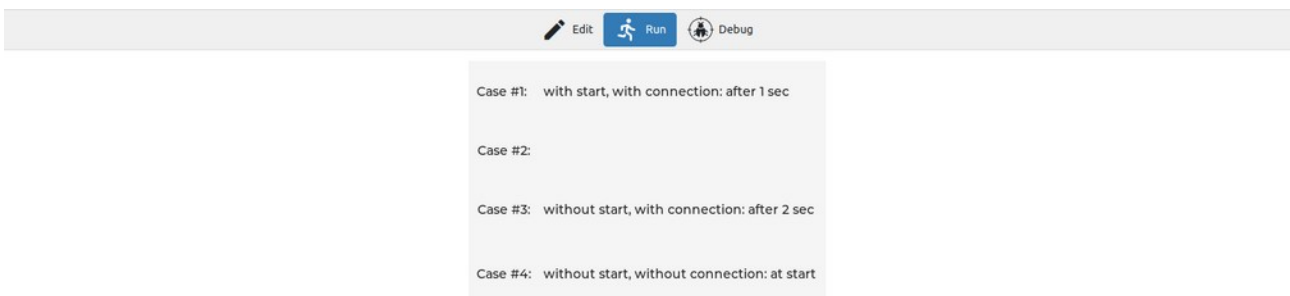 Edit Run Debug
Case #1: with start, with connection: after 1 sec
Case #2:
Case #3: without start, with connection: after 2 sec
Case #4: without start, without connection: at start